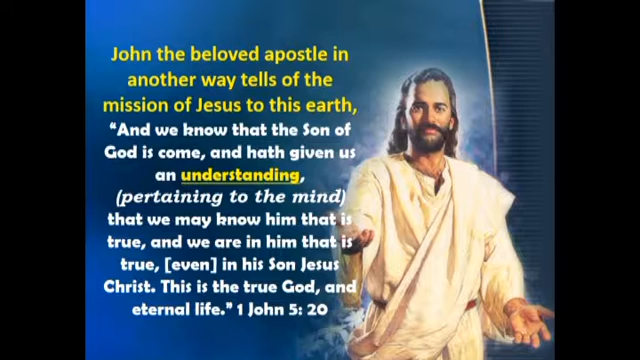 John the beloved apostle in
another way tells of the
mission of Jesus to this earth,
“And we know that the Son of
God is come, and hath given us
an understanding,
(pertaining to the mind)
that we may know him that is
true, and we are in him that is
true, [even] in his Son Jesus
Christ. This is the true God, and
eternal life.” 1 John 5: 20